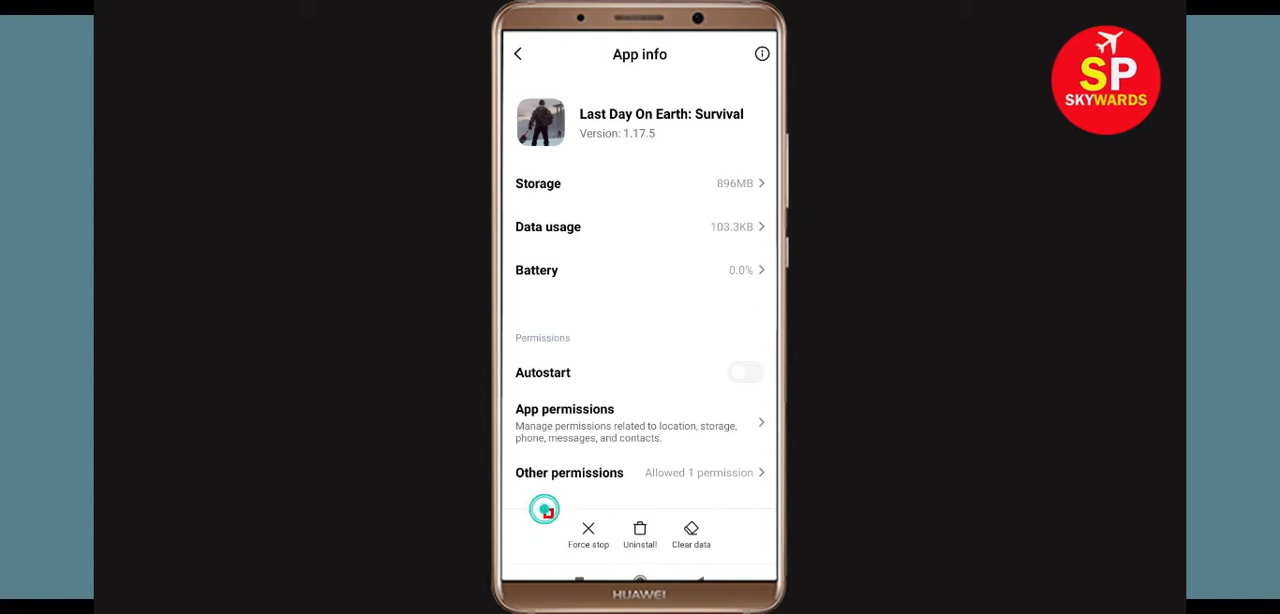 App info
SP
SKYWARDS
Last Day On Earth: Survival
Version: 1.17.5
Storage 896MB
Data usage 103.3KB
Battery 0.0%
Permissions
Autostart
App permissions
Manage permissions related to location, storage,
phone, messages, and contacts.
Other permissions Allowed 1 permission
Force stop Uninstall Clear data
HUAWEI